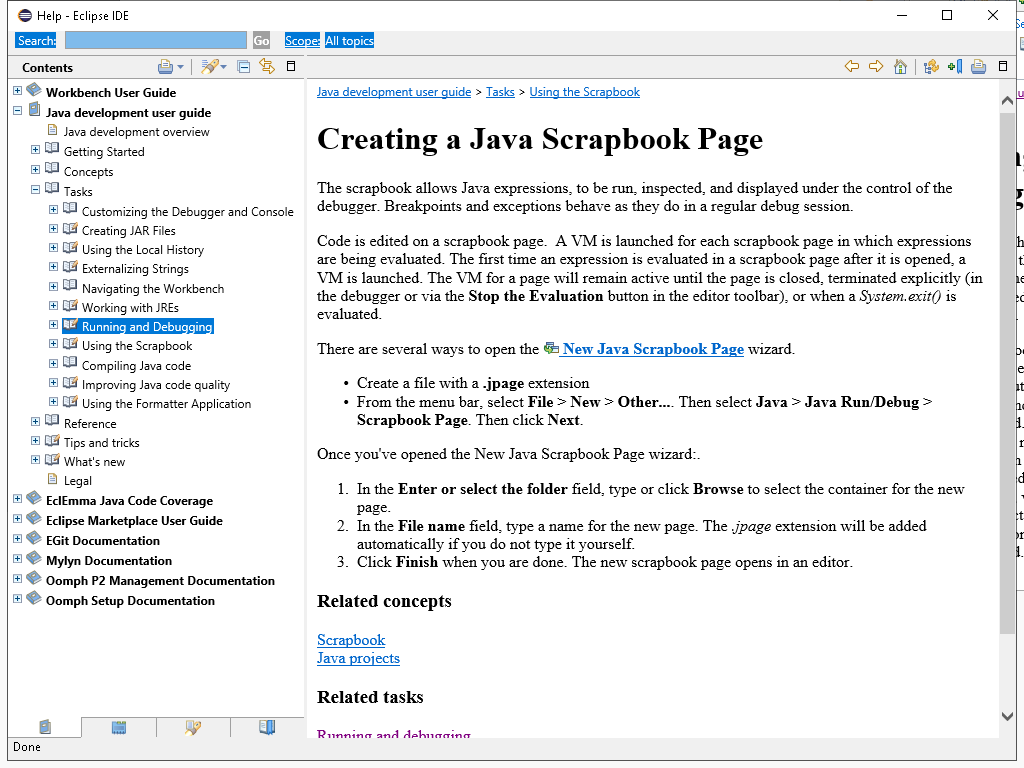 Help - Eclipse IDE
Search:
Go
Scope:
All topics
Contents
Workbench User Guide
Java development user guide
Java development overview
Getting Started
Concepts
Tasks
Customizing the Debugger and Console
Creating JAR Files
Using the Local History
Externalizing Strings
Navigating the Workbench
Working with JREs
Running and Debugging
Using the Scrapbook
Compiling Java code
Improving Java code quality
Using the Formatter Application
Reference
Tips and tricks
What's new
Legal
EclEmma Java Code Coverage
Eclipse Marketplace User Guide
EGit Documentation
Mylyn Documentation
Oomph P2 Management Documentation
Oomph Setup Documentation
Java development user guide > Tasks > Using the Scrapbook
Creating a Java Scrapbook Page
The scrapbook allows Java expressions, to be run, inspected, and displayed under the control of the
debugger. Breakpoints and exceptions behave as they do in a regular debug session.
Code is edited on a scrapbook page. A VM is launched for each scrapbook page in which expressions
are being evaluated. The first time an expression is evaluated in a scrapbook page after it is opened, a
VM is launched. The VM for a page will remain active until the page is closed, terminated explicitly (in
the debugger or via the Stop the Evaluation button in the editor toolbar), or when a System.exit() is
evaluated.
There are several ways to open the New Java Scrapbook Page wizard.
• Create a file with a .jpage extension
• From the menu bar, select File > New > Other.... Then select Java > Java Run/Debug >
Scrapbook Page. Then click Next.
Once you've opened the New Java Scrapbook Page wizard:.
1. In the Enter or select the folder field, type or click Browse to select the container for the new
page.
2. In the File name field, type a name for the new page. The .jpage extension will be added
automatically if you do not type it yourself.
3. Click Finish when you are done. The new scrapbook page opens in an editor.
Related concepts
Scrapbook
Java projects
Related tasks
Running and debugging
Done